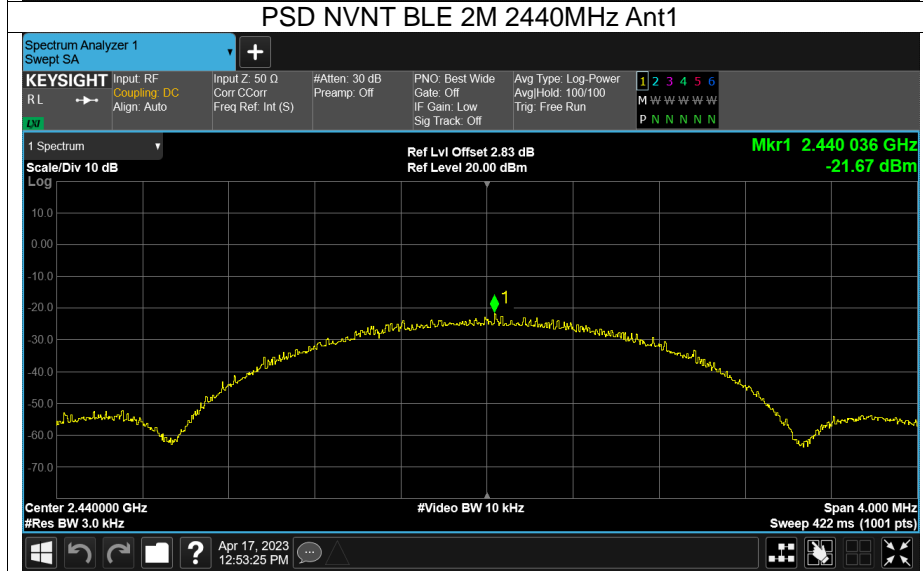 PSD NVNT BLE 2M 2440MHz Ant1
Spectrum Analyzer 1
Swept SA
KEYSIGHT
R L
LXI
Input: RF
Coupling: DC
Align: Auto
Input Z: 50 Ω
Corr CCorr
Freq Ref: Int (S)
#Atten: 30 dB
Preamp: Off
PNO: Best Wide
Gate: Off
IF Gain: Low
Sig Track: Off
Avg Type: Log-Power
Avg|Hold: 100/100
Trig: Free Run
1 2 3 4 5 6
M W W W W W
P N N N N N
1 Spectrum
Scale/Div 10 dB
Ref Lvl Offset 2.83 dB
Ref Level 20.00 dBm
Mkr1 2.440 036 GHz
-21.67 dBm
Log
10.0
0.00
-10.0
-20.0
-30.0
-40.0
-50.0
-60.0
-70.0
1
Center 2.440000 GHz
#Res BW 3.0 kHz
#Video BW 10 kHz
Span 4.000 MHz
Sweep 422 ms (1001 pts)
?
Apr 17, 2023
12:53:25 PM